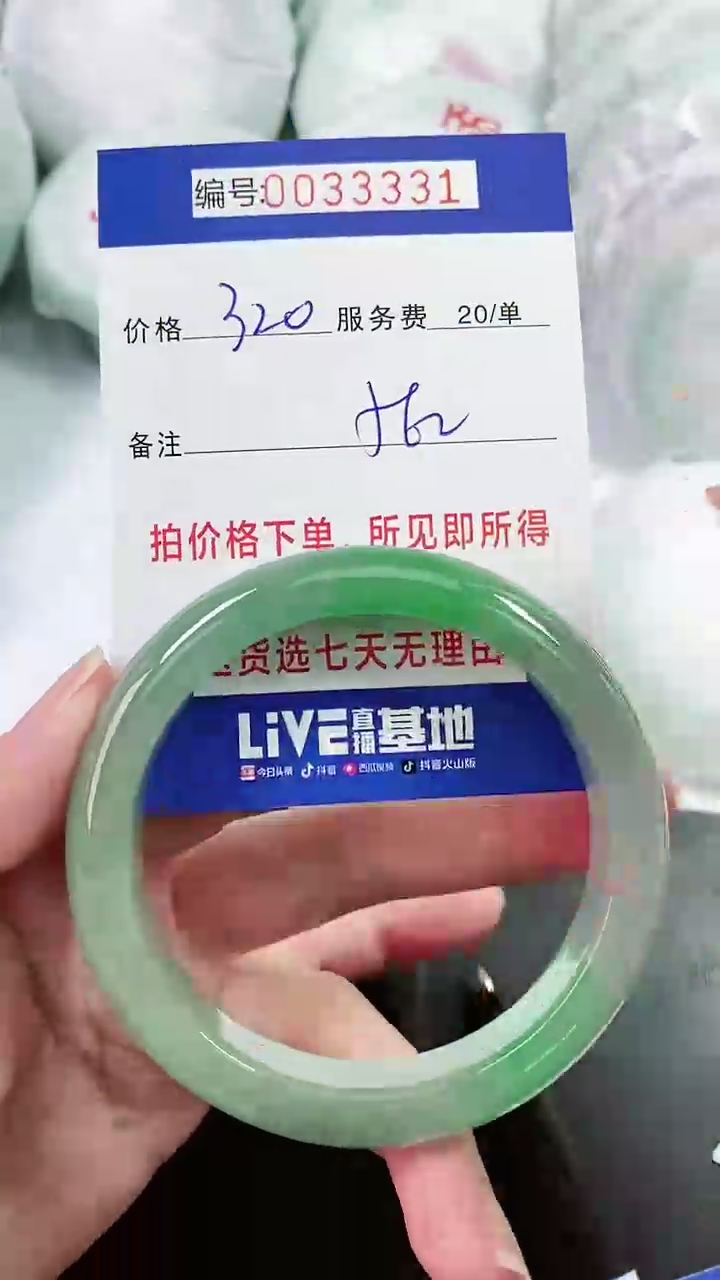 编号:0033331
价格 320 服务费 20/单
备注
拍价格下单 所见即所得
货选七天无理由
LiVE直播基地
今日头条 抖音 西瓜视频 抖音火山版